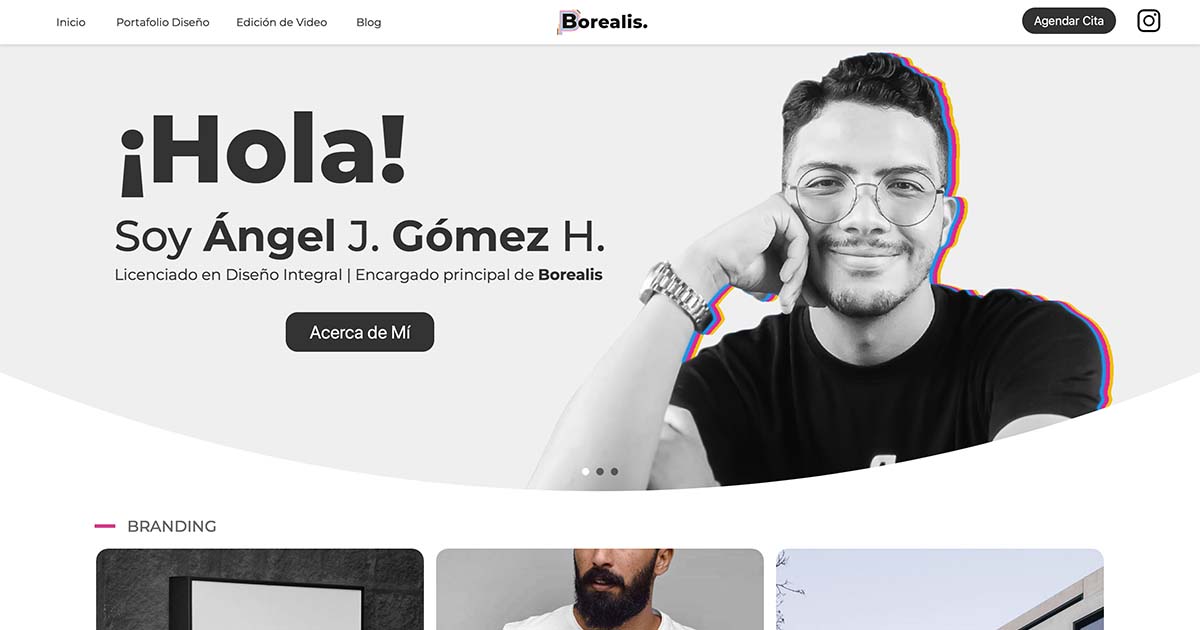 Inicio Portafolio Diseño Edición de Video Blog Borealis. Agendar Cita
¡Hola!
Soy Ángel J. Gómez H.
Licenciado en Diseño Integral | Encargado principal de Borealis
Acerca de Mí
BRANDING